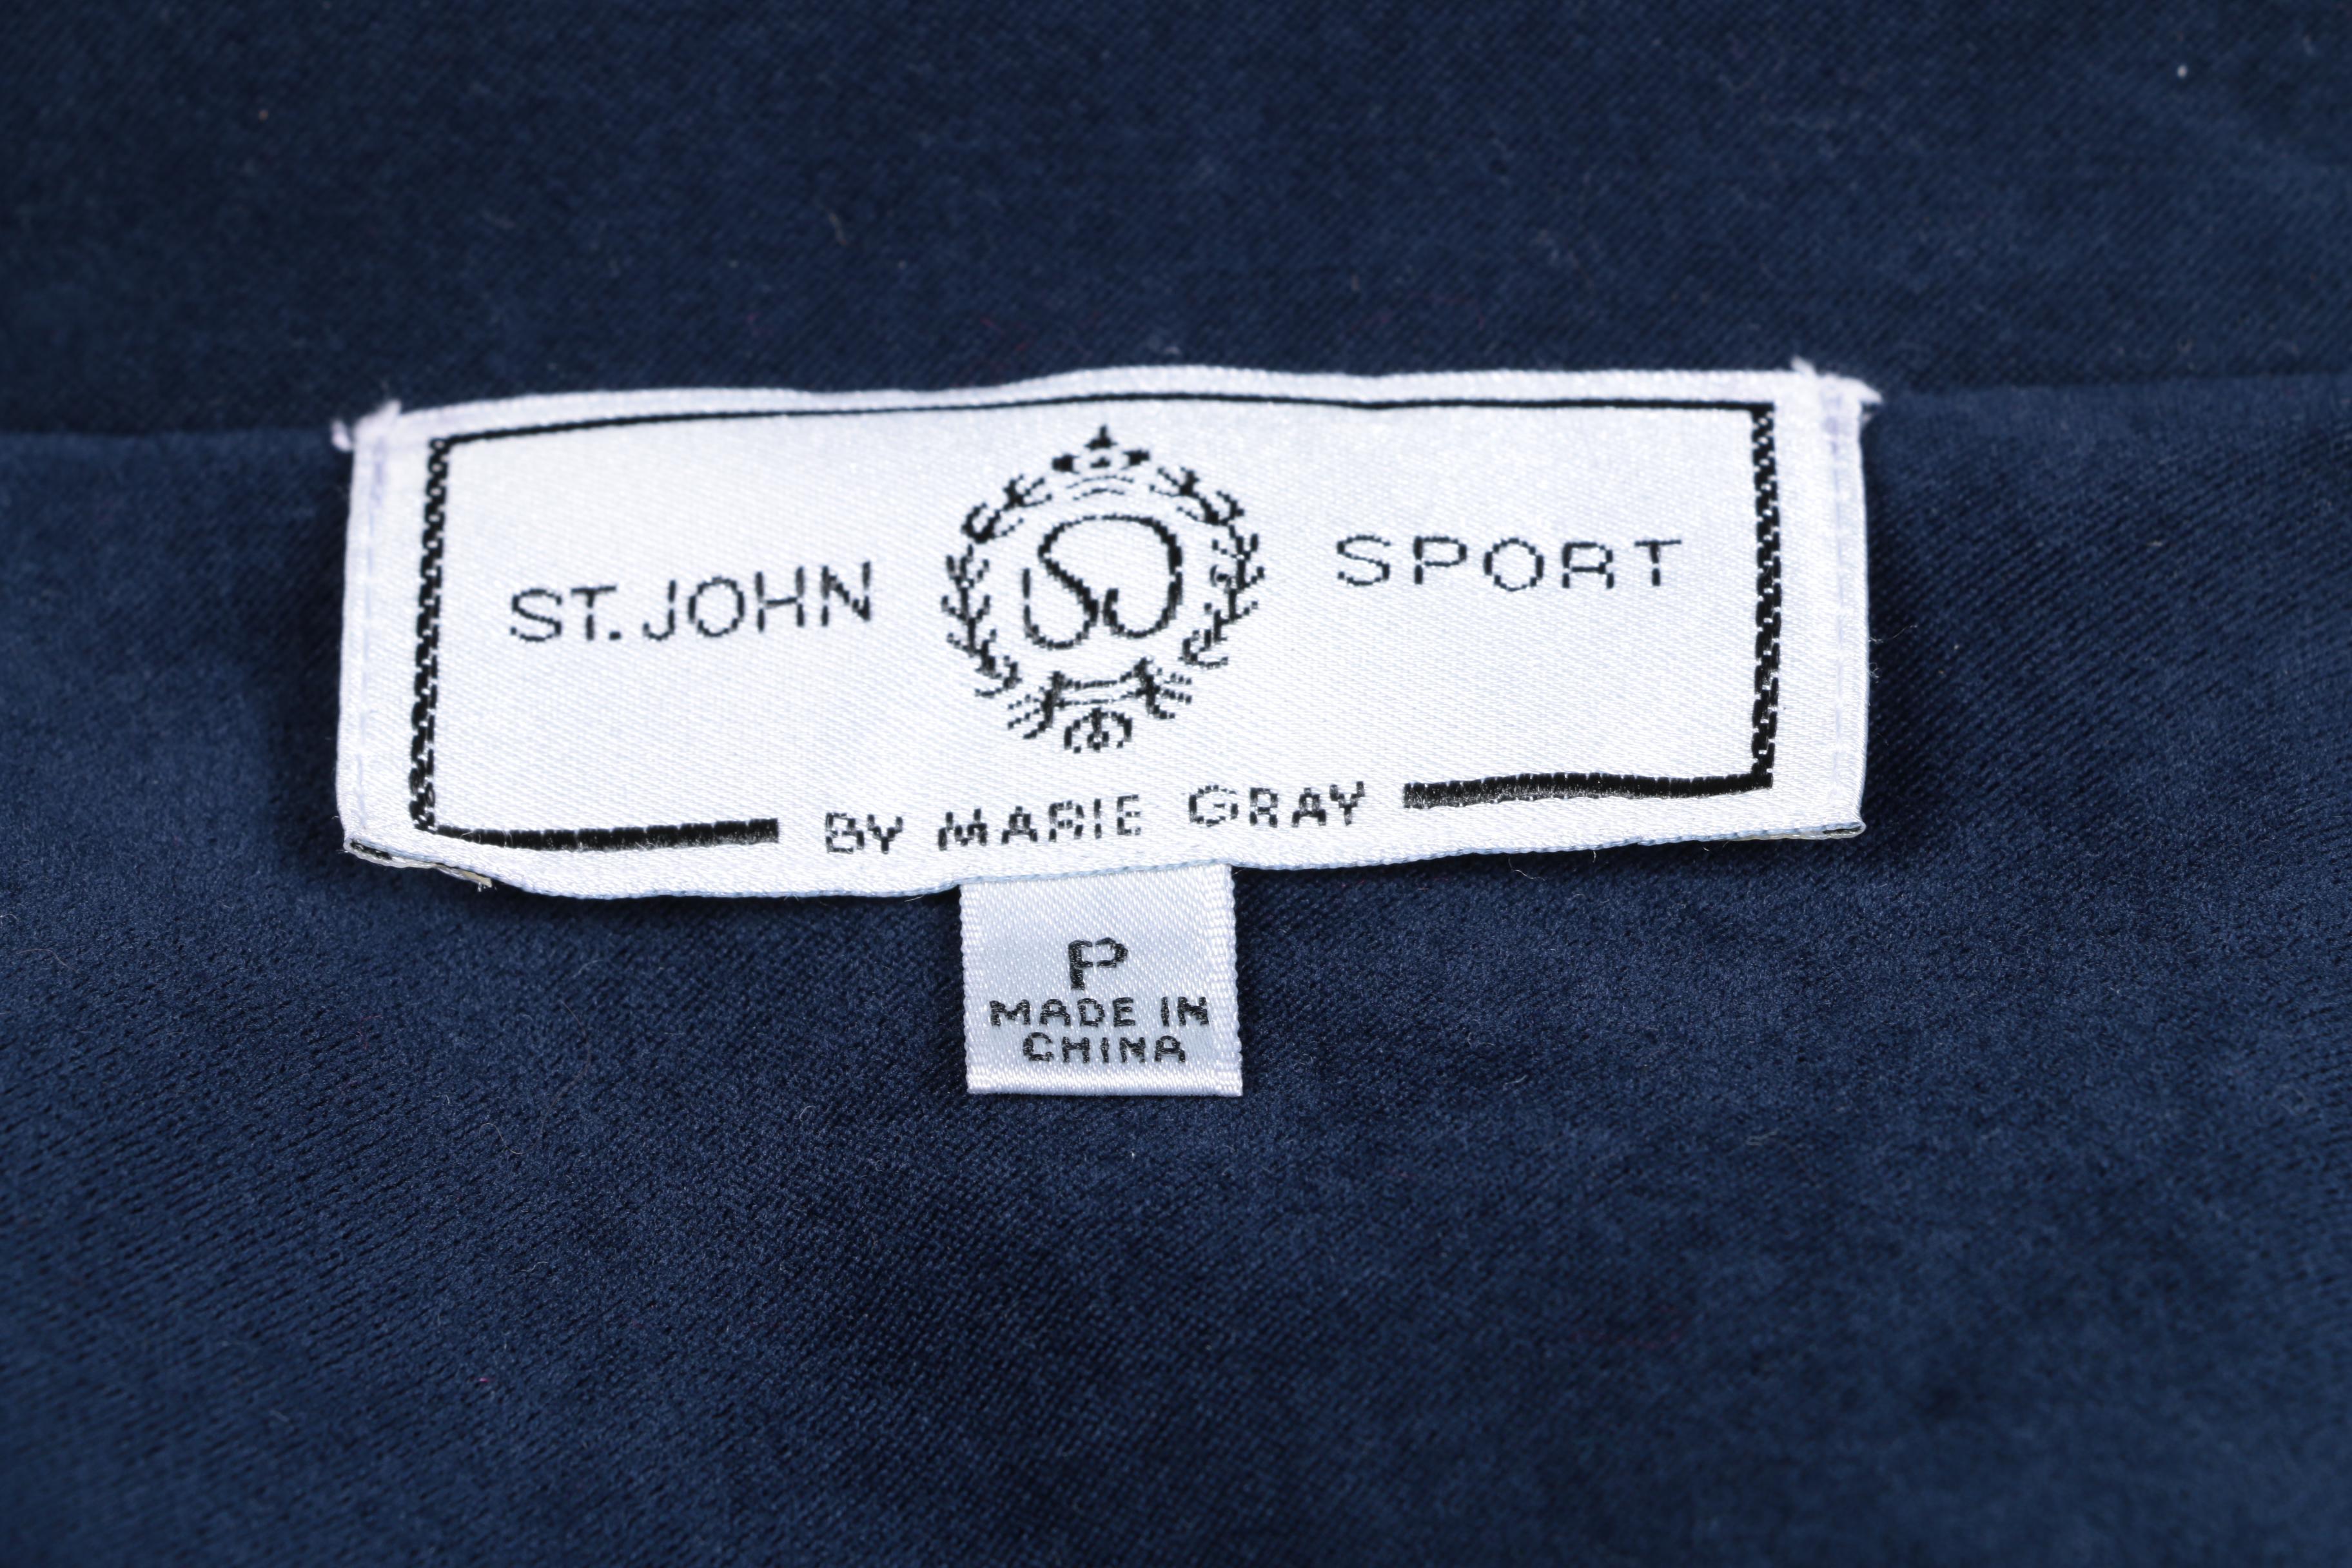 ST. JOHN SPORT
BY MARIE GRAY
P
MADE IN
CHINA